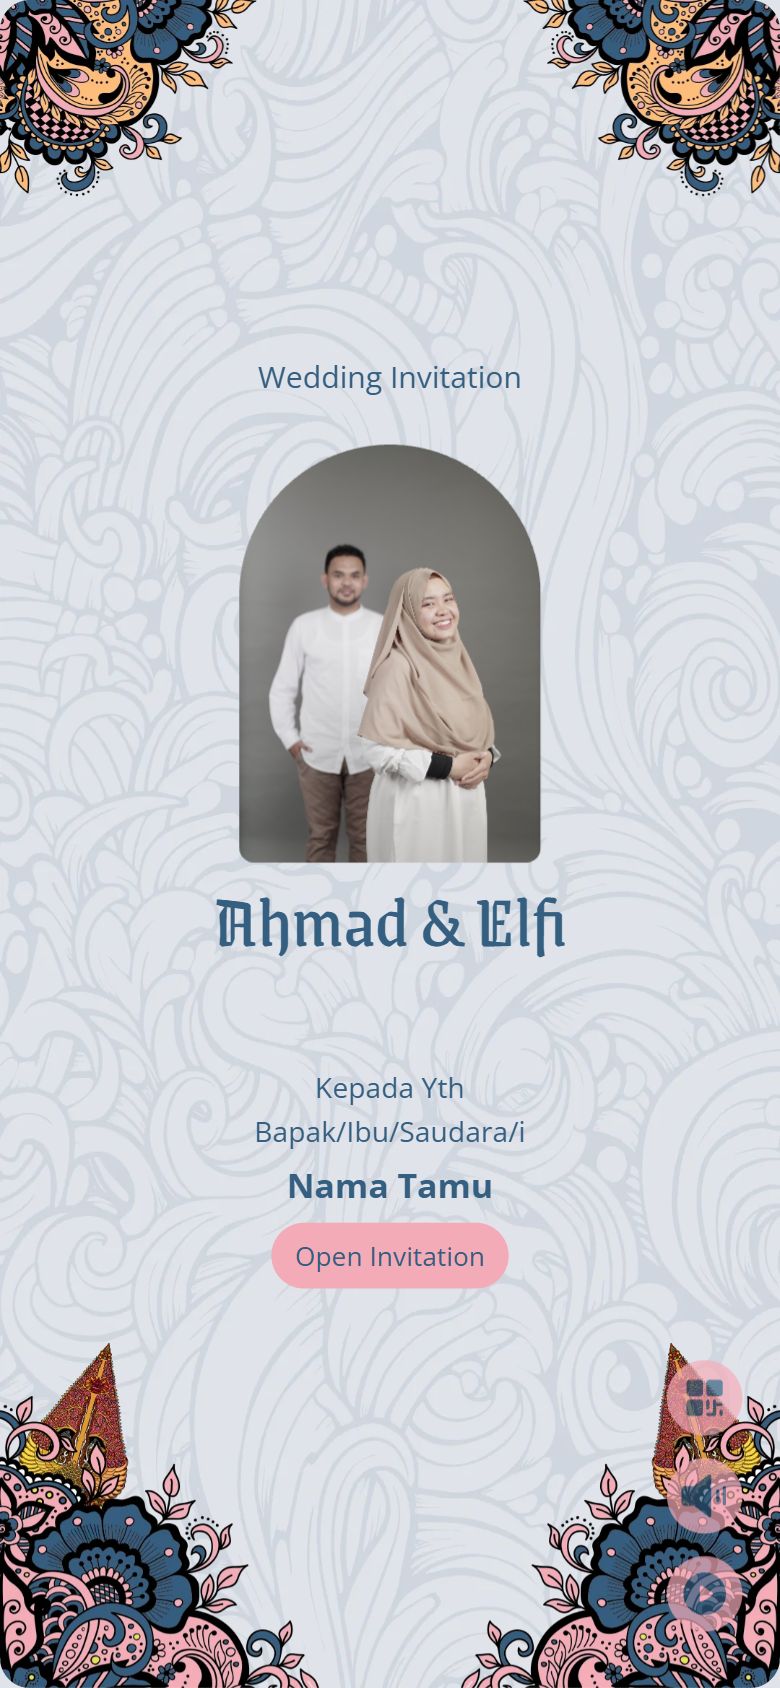 Wedding Invitation
Ahmad & Elfi
Kepada Yth
Bapak/Ibu/Saudara/i
Nama Tamu
Open Invitation